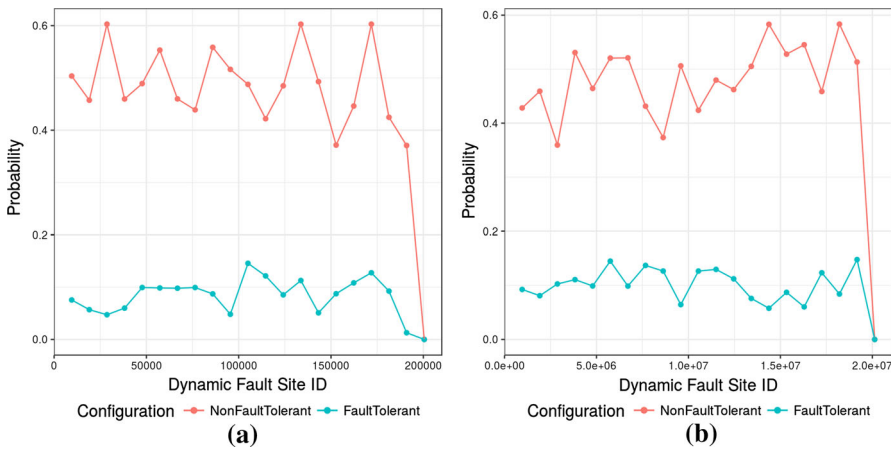 0.6
0.4
0.2
0.0
Probability
0 50000 100000 150000 200000
Dynamic Fault Site ID
Configuration NonFaultTolerant FaultTolerant
(a)
0.6
0.4
0.2
0.0
Probability
0.0e+00 5.0e+06 1.0e+07 1.5e+07 2.0e+07
Dynamic Fault Site ID
Configuration NonFaultTolerant FaultTolerant
(b)